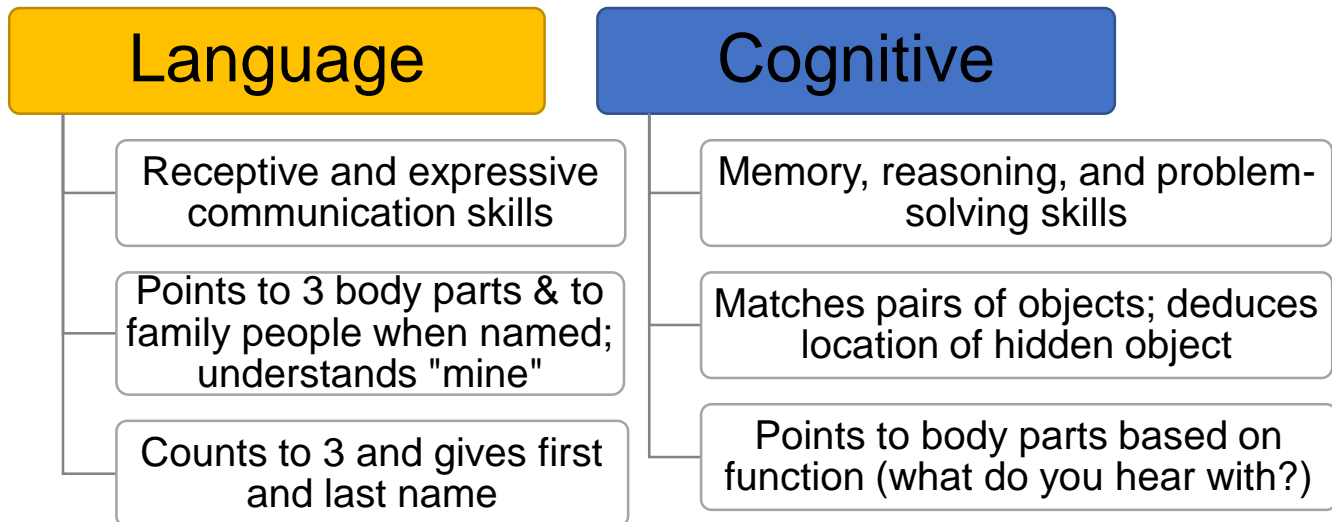 Language
Receptive and expressive
communication skills
Points to 3 body parts & to
family people when named;
understands "mine"
Counts to 3 and gives first
and last name
Cognitive
Memory, reasoning, and problem-
solving skills
Matches pairs of objects; deduces
location of hidden object
Points to body parts based on
function (what do you hear with?)